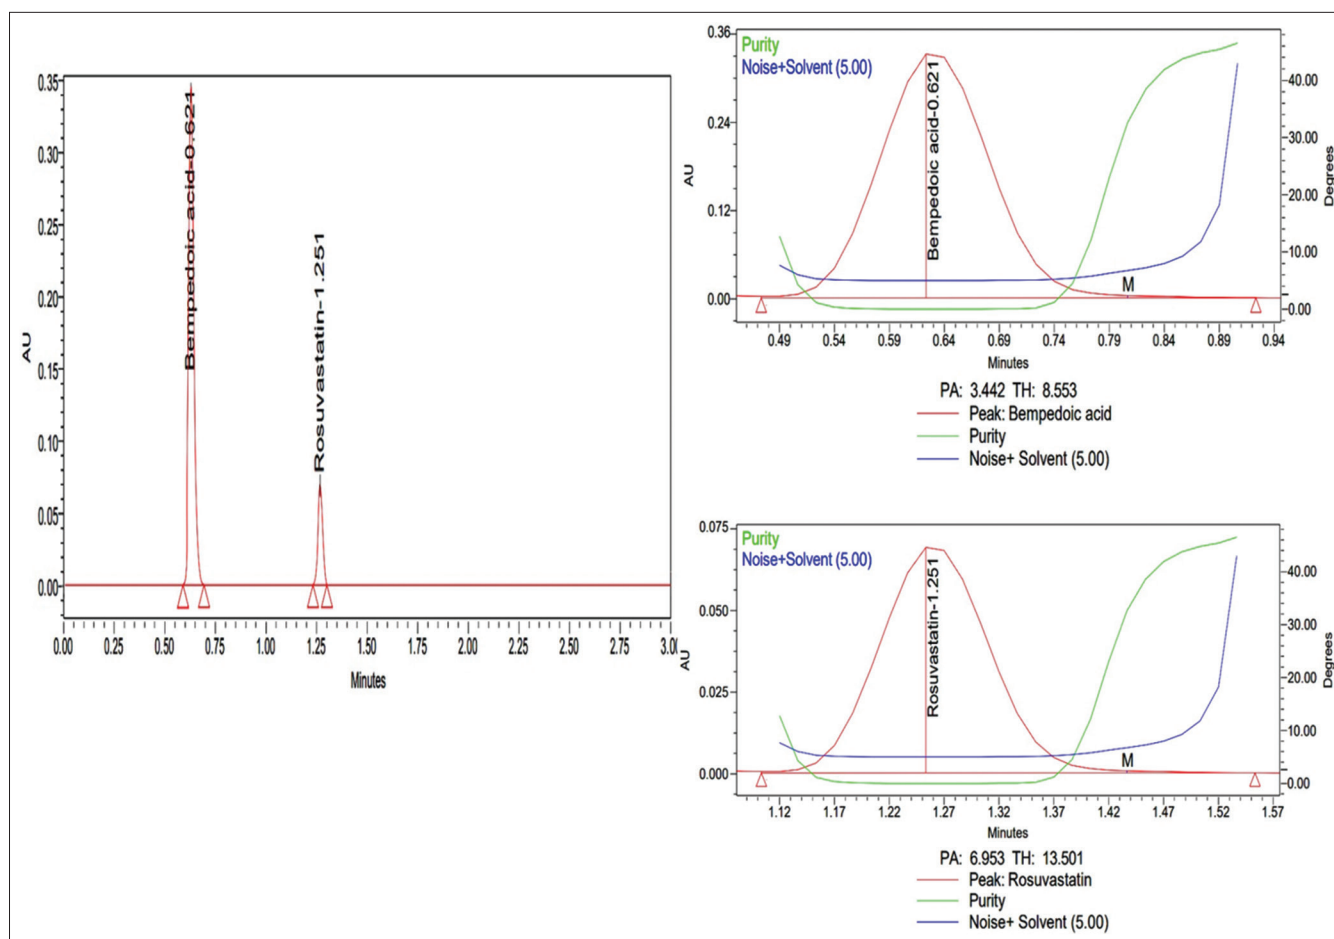 AU
0.35
0.30
0.25
0.20
0.15
0.10
0.05
0.00
Bempedoic acid-0.621
Rosuvastatin-1.251
0.00 0.25 0.50 0.75 1.00 1.25 1.50 1.75 2.00 2.25 2.50 2.75 3.0
Minutes
Purity
Noise+Solvent (5.00)
AU
0.36
0.24
0.12
0.00
Bempedoic acid-0.621
M
40.00
30.00
20.00
10.00
0.00
Degrees
0.49 0.54 0.59 0.64 0.69 0.74 0.79 0.84 0.89 0.94
Minutes
PA: 3.442 TH: 8.553
Peak: Bempedoic acid
Purity
Noise+ Solvent (5.00)
Purity
Noise+Solvent (5.00)
AU
0.075
0.050
0.025
0.000
Rosuvastatin-1.251
M
40.00
30.00
20.00
10.00
0.00
Degrees
1.12 1.17 1.22 1.27 1.32 1.37 1.42 1.47 1.52 1.57
Minutes
PA: 6.953 TH: 13.501
Peak: Rosuvastatin
Purity
Noise+ Solvent (5.00)